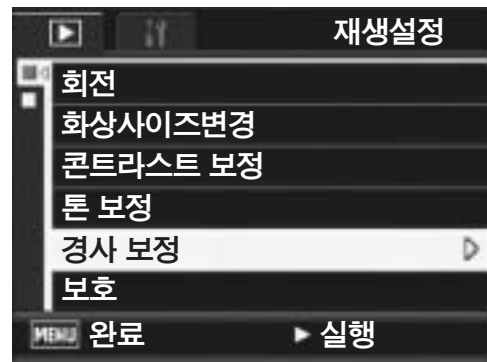 재생설정
회전
화상사이즈변경
콘트라스트 보정
톤 보정
경사 보정
보호
MENU 완료 ▶ 실행